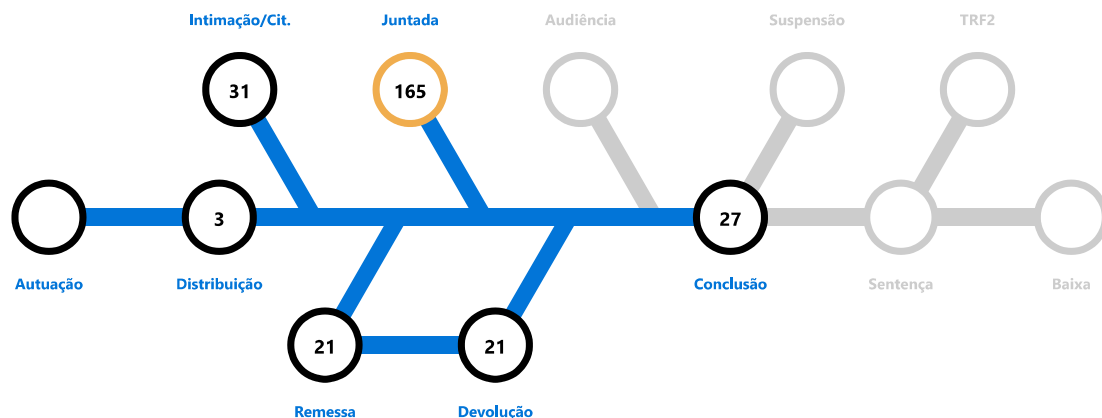 Intimação/Cit.
Juntada
Audiência
Suspensão
TRF2
31
165
3
27
Autuação
Distribuição
Conclusão
Sentença
Baixa
21
21
Remessa
Devolução